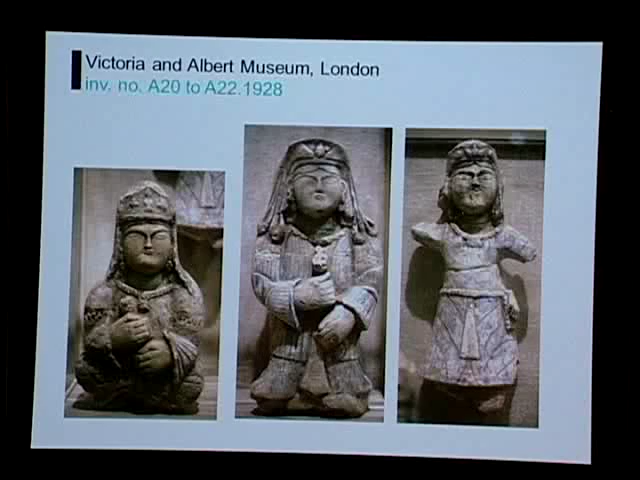 Victoria and Albert Museum, London
inv. no. A20 to A22.1928